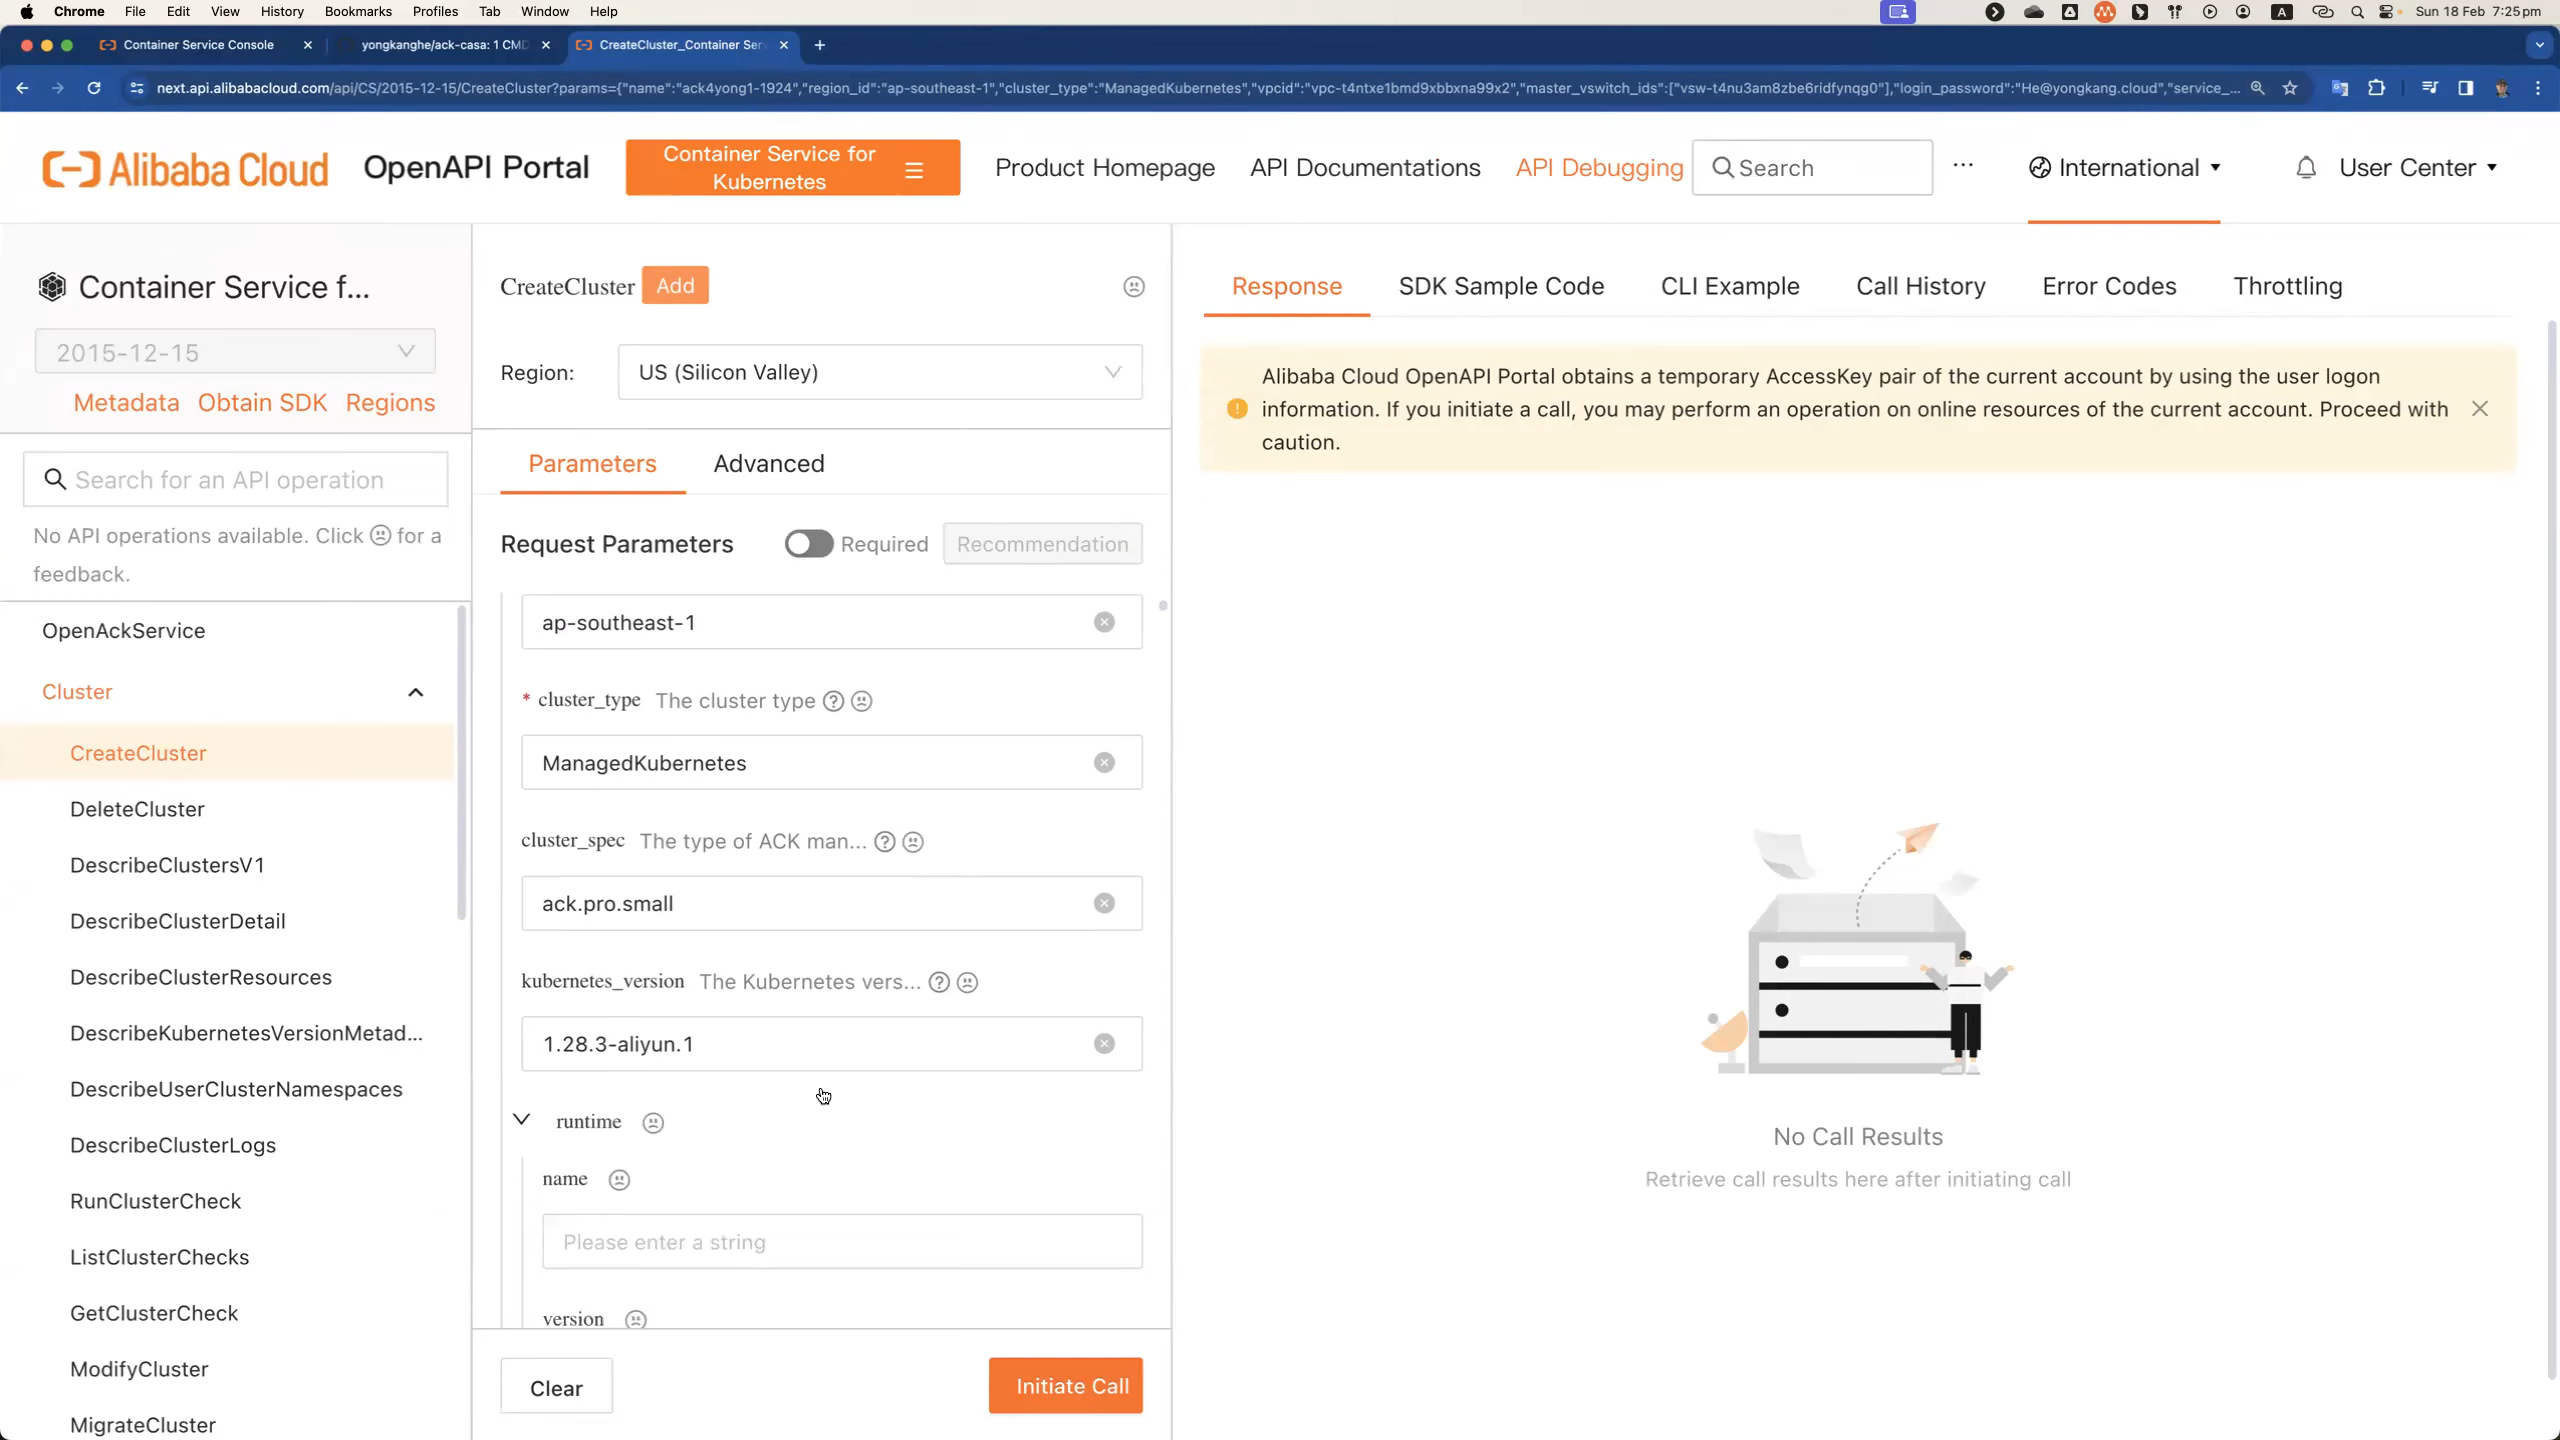 Chrome File Edit View History Bookmarks Profiles Tab Window Help
A
Sun 18 Feb 7:25 pm
Container Service Console
yongkanghe/ack-casa: 1 CMD
CreateCluster_Container Ser
next.api.alibabacloud.com/api/CS/2015-12-15/CreateCluster?params={"name":"ack4yong1-1924","region_id":"ap-southeast-1","cluster_type":"ManagedKubernetes","vpcid":"vpc-t4ntxe1bmd9xbbxna99x2","master_vswitch_ids":["vsw-t4nu3am8zbe6ridfynqg0"],"login_password":"He@yongkang.cloud","service_...
Alibaba Cloud
OpenAPI Portal
Container Service for
Kubernetes
Product Homepage
API Documentations
API Debugging
Search
...
International
User Center
Container Service f...
2015-12-15
Metadata Obtain SDK Regions
Search for an API operation
No API operations available. Click for a
feedback.
OpenAckService
Cluster
CreateCluster
DeleteCluster
DescribeClustersV1
DescribeClusterDetail
DescribeClusterResources
DescribeKubernetesVersionMetad...
DescribeUserClusterNamespaces
DescribeClusterLogs
RunClusterCheck
ListClusterChecks
GetClusterCheck
ModifyCluster
MigrateCluster
CreateCluster Add
Region: US (Silicon Valley)
Parameters Advanced
Request Parameters Required Recommendation
ap-southeast-1
* cluster_type The cluster type ?
ManagedKubernetes
cluster_spec The type of ACK man... ?
ack.pro.small
kubernetes_version The Kubernetes vers... ?
1.28.3-aliyun.1
runtime
name
Please enter a string
version
Clear Initiate Call
Response SDK Sample Code CLI Example Call History Error Codes Throttling
Alibaba Cloud OpenAPI Portal obtains a temporary AccessKey pair of the current account by using the user logon
information. If you initiate a call, you may perform an operation on online resources of the current account. Proceed with
caution.
No Call Results
Retrieve call results here after initiating call